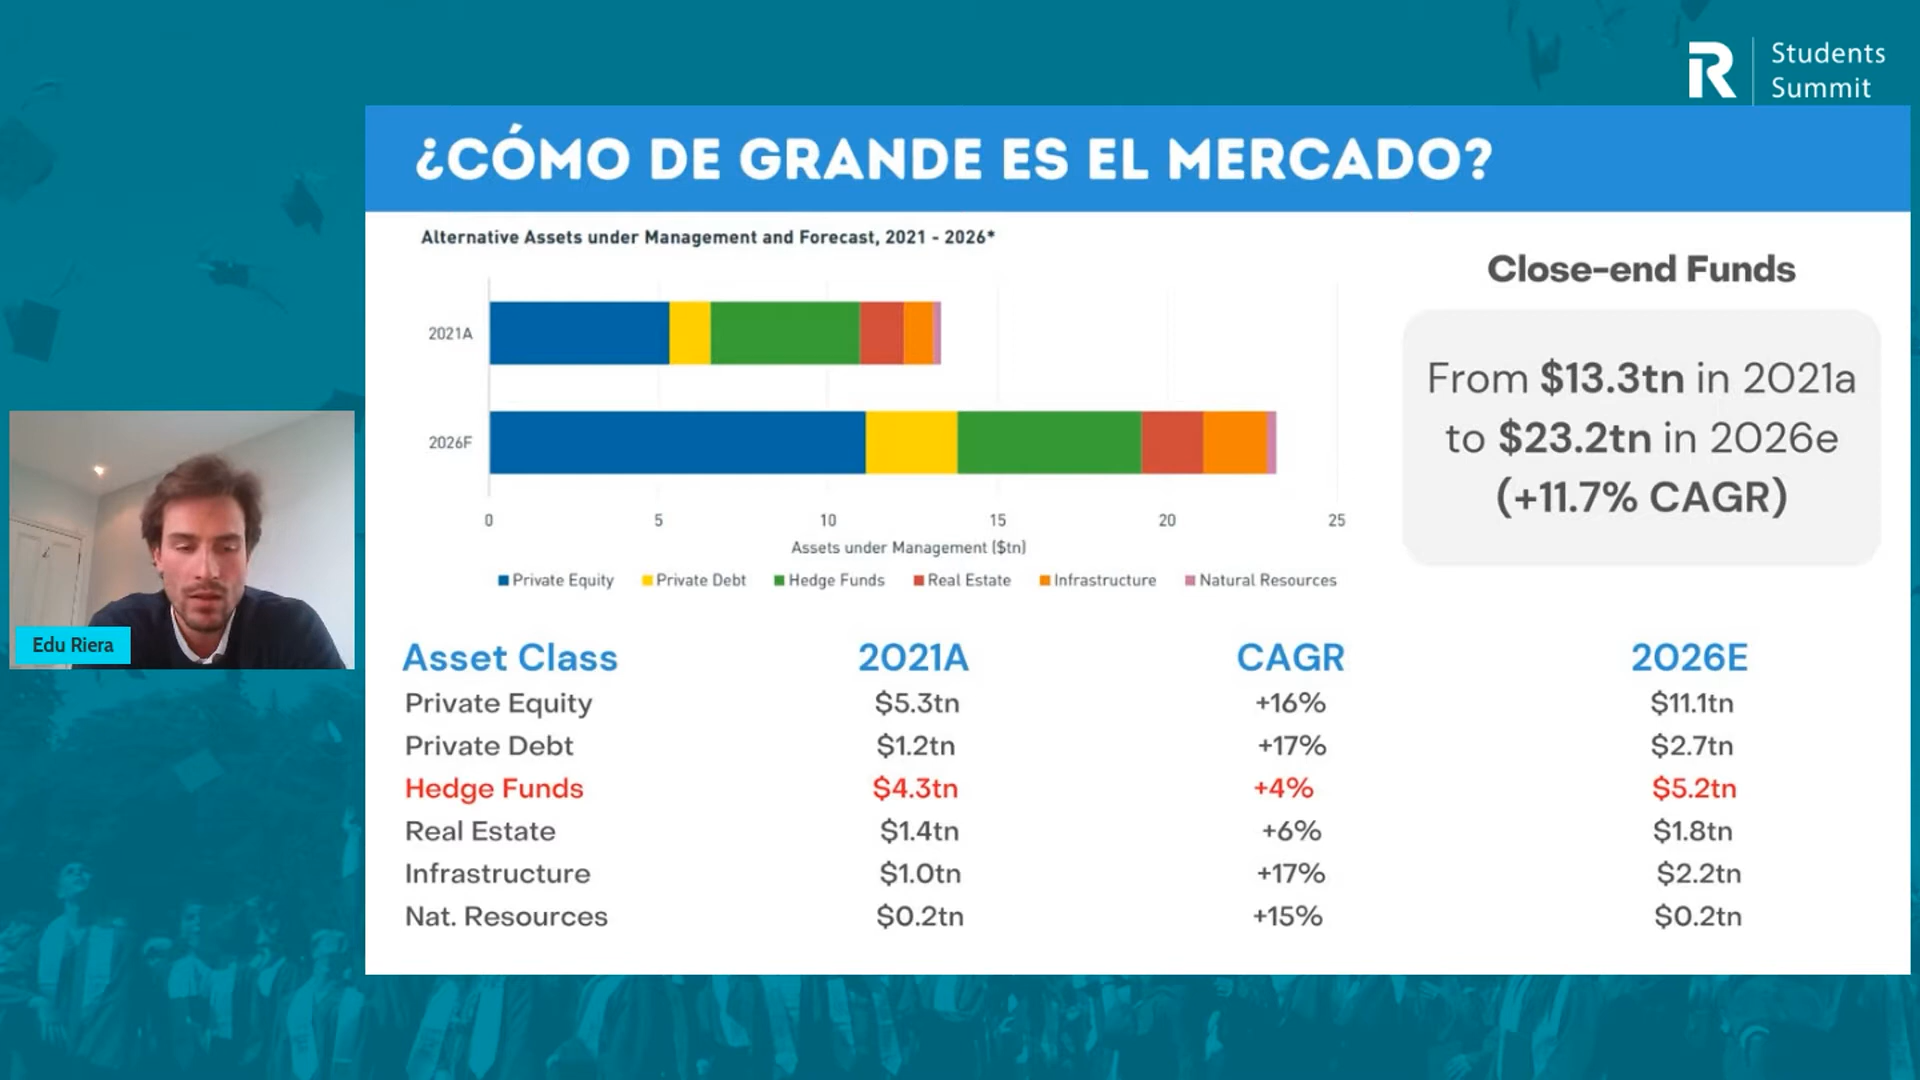 Students
Summit
¿CÓMO DE GRANDE ES EL MERCADO?
Alternative Assets under Management and Forecast, 2021 - 2026*
2021A
2026F
0 5 10 15 20 25
Assets under Management ($tn)
Private Equity Private Debt Hedge Funds Real Estate Infrastructure Natural Resources
Close-end Funds
From $13.3tn in 2021a
to $23.2tn in 2026e
(+11.7% CAGR)
Edu Riera
Asset Class 2021A CAGR 2026E
Private Equity $5.3tn +16% $11.1tn
Private Debt $1.2tn +17% $2.7tn
Hedge Funds $4.3tn +4% $5.2tn
Real Estate $1.4tn +6% $1.8tn
Infrastructure $1.0tn +17% $2.2tn
Nat. Resources $0.2tn +15% $0.2tn